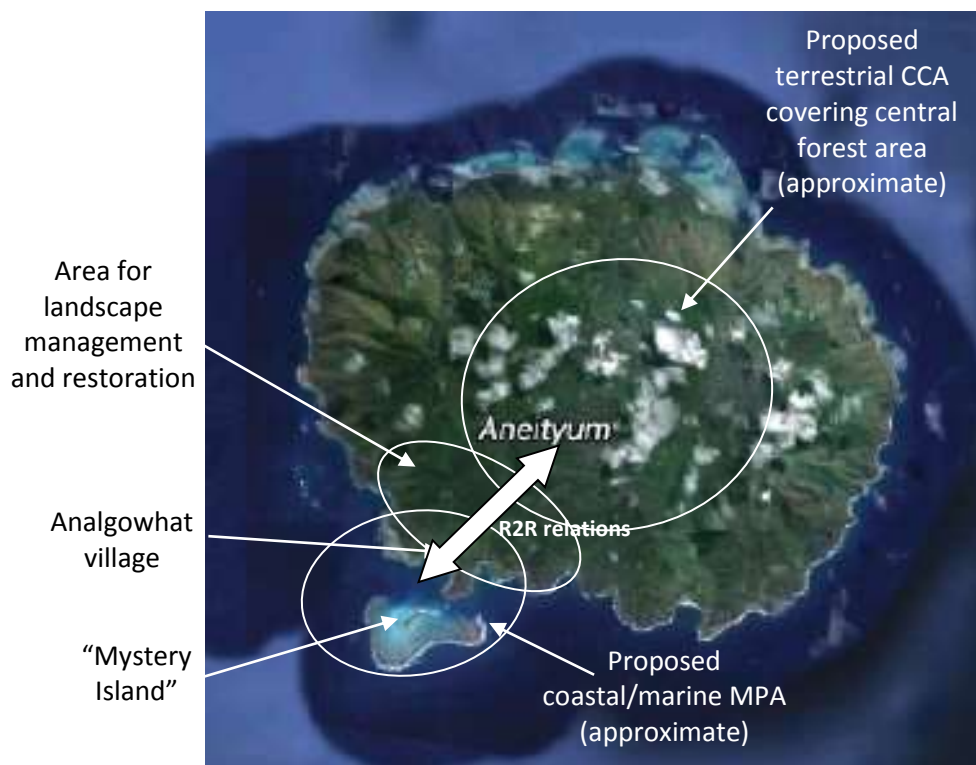 Proposed
terrestrial CCA
covering central
forest area
(approximate)
Area for
landscape
management
and restoration
Aneityum
R2R relations
Analgowhat
village
“Mystery
Island”
Proposed
coastal/marine MPA
(approximate)